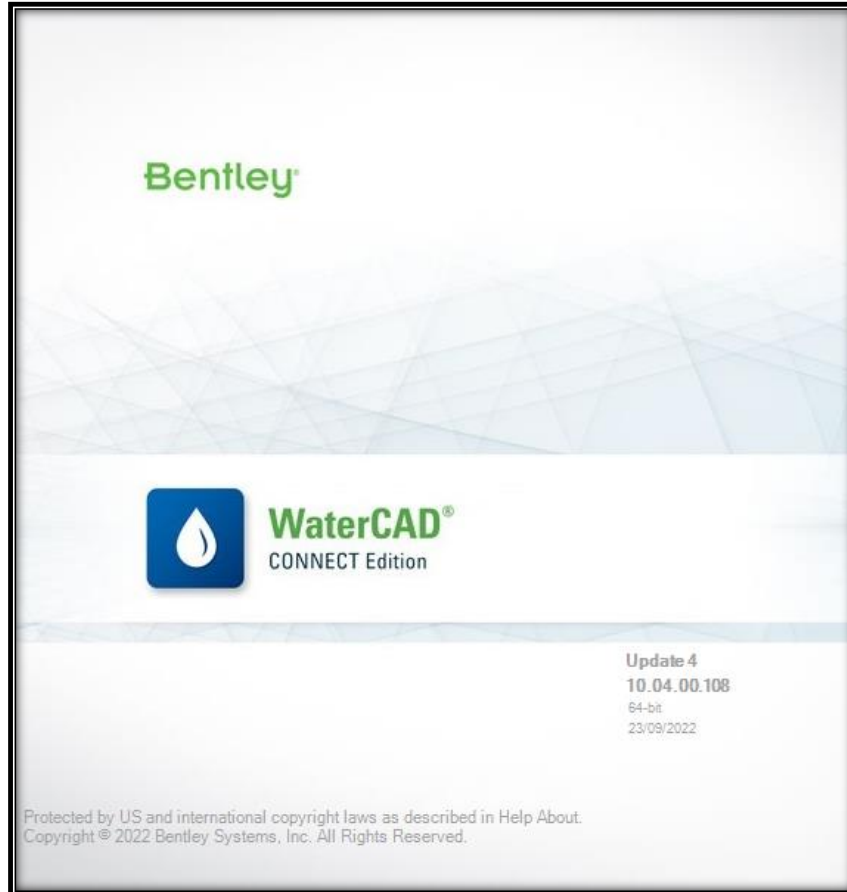 Bentley®
WaterCAD®
CONNECT Edition
Update 4
10.04.00.108
64-bit
23/09/2022
Protected by US and international copyright laws as described in Help About.
Copyright © 2022 Bentley Systems, Inc. All Rights Reserved.